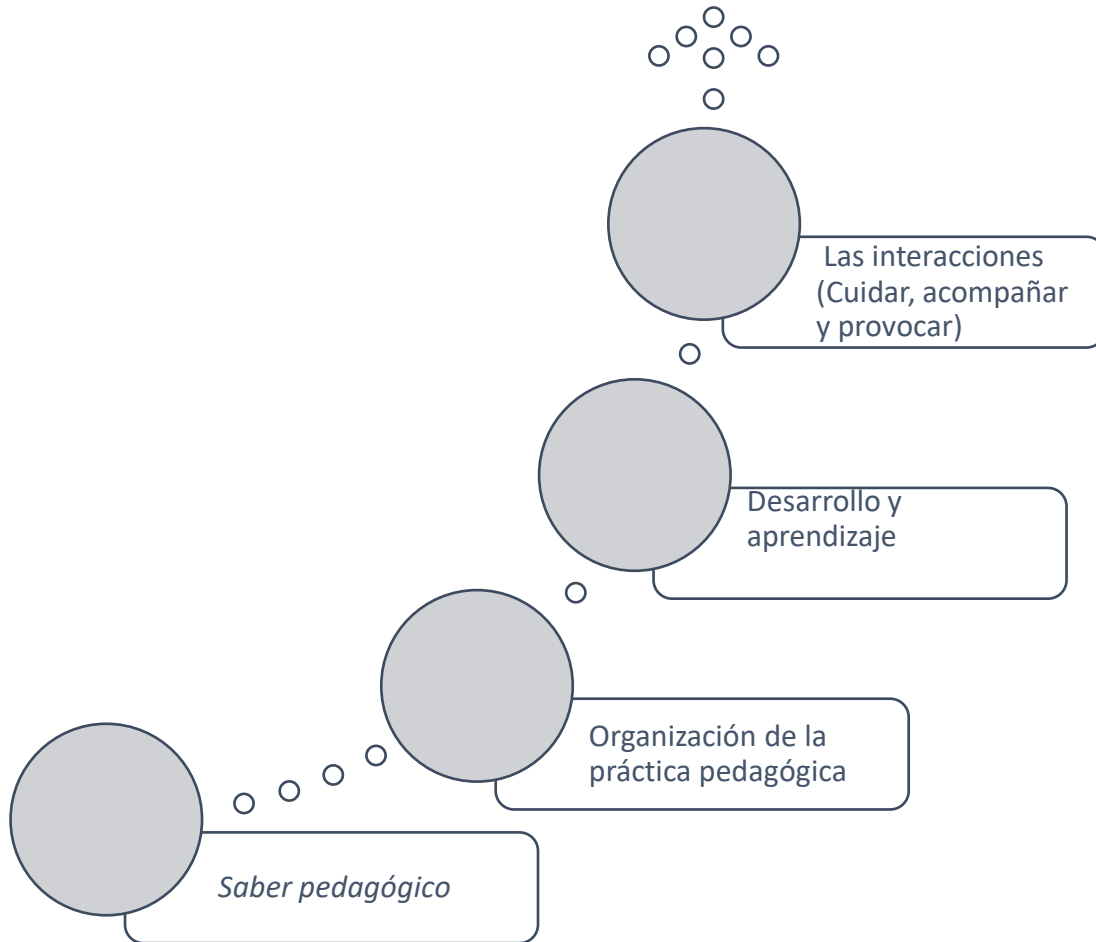 Las interacciones
(Cuidar, acompañar
y provocar)
Desarrollo y
aprendizaje
Organización de la
práctica pedagógica
Saber pedagógico